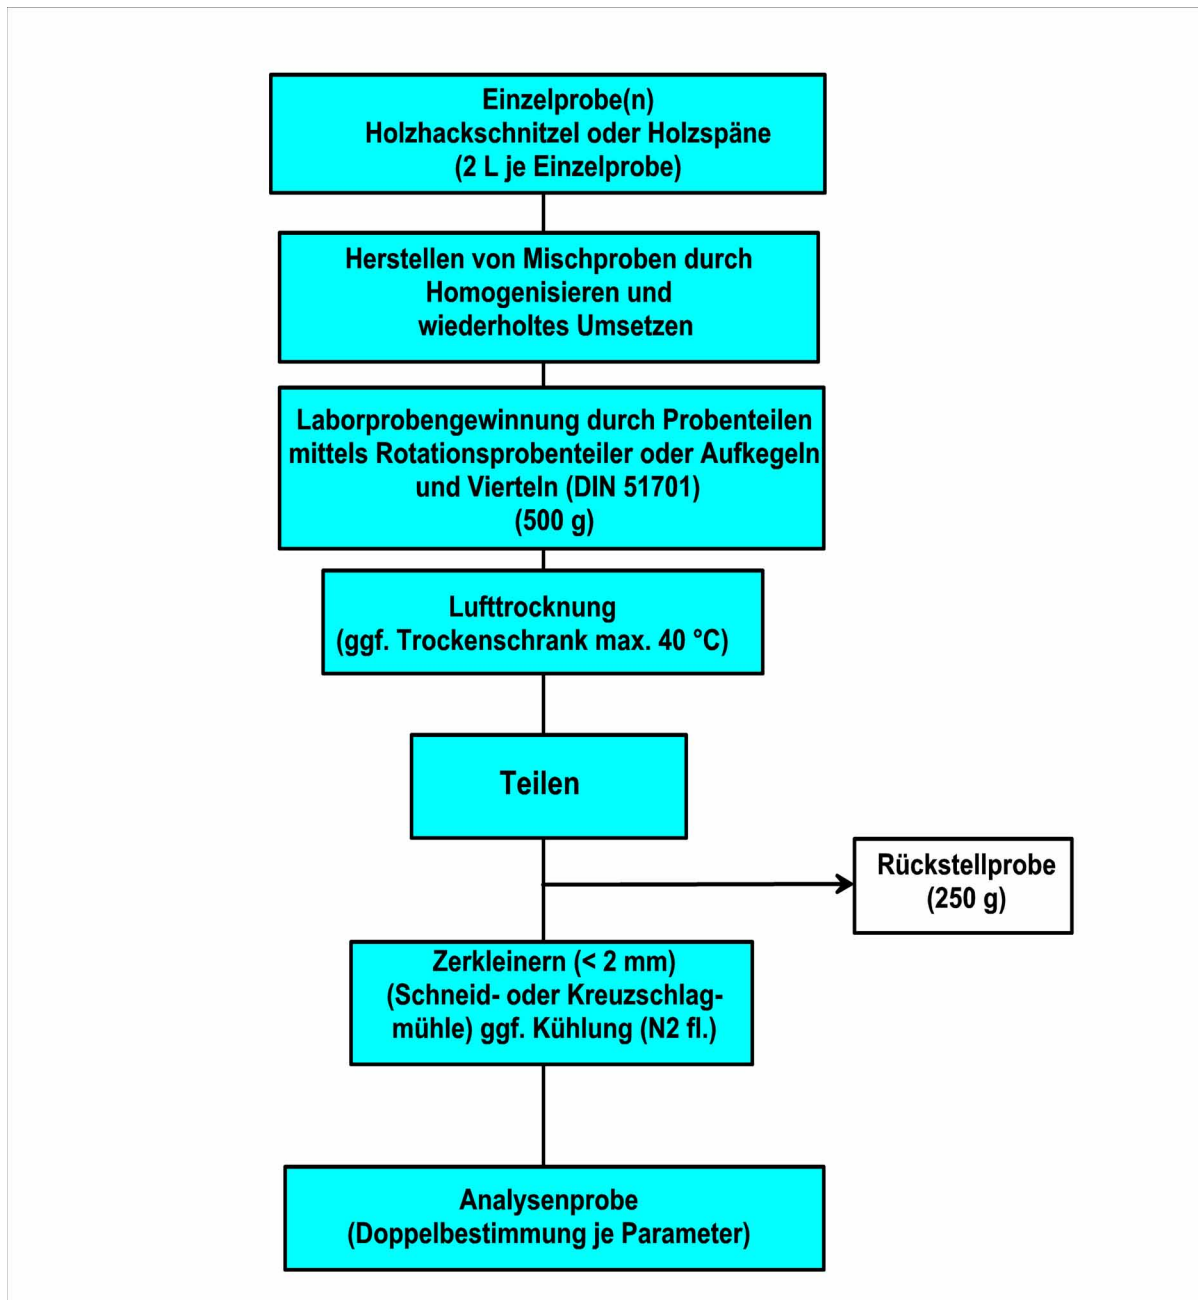 Einzelprobe(n)
Holzhackschnitzel oder Holzspäne
(2 L je Einzelprobe)
Herstellen von Mischproben durch
Homogenisieren und
wiederholtes Umsetzen
Laborprobengewinnung durch Probenteilen
mittels Rotationsprobenteiler oder Aufkegeln
und Vierteln (DIN 51701)
(500 g)
Lufttrocknung
(ggf. Trockenschrank max. 40 °C)
Teilen
Rückstellprobe
(250 g)
Zerkleinern (< 2 mm)
(Schneid- oder Kreuzschlag-
mühle) ggf. Kühlung (N2 fl.)
Analysenprobe
(Doppelbestimmung je Parameter)